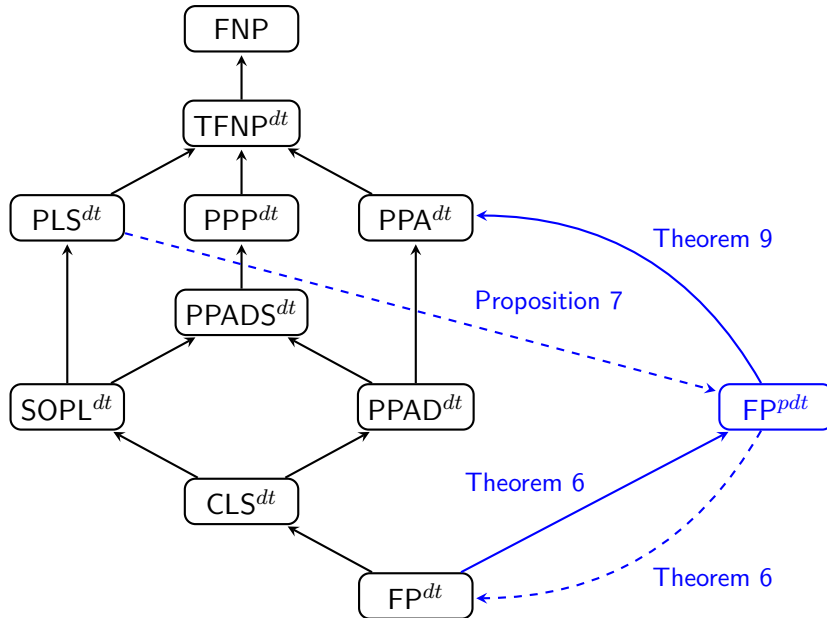 FNP
TFNP^{dt}
PLS^{dt} PPP^{dt} PPA^{dt}
Theorem 9
PPADS^{dt} Proposition 7
SOPL^{dt} PPAD^{dt} FP^{pdt}
Theorem 6
CLS^{dt}
Theorem 6
FP^{dt}